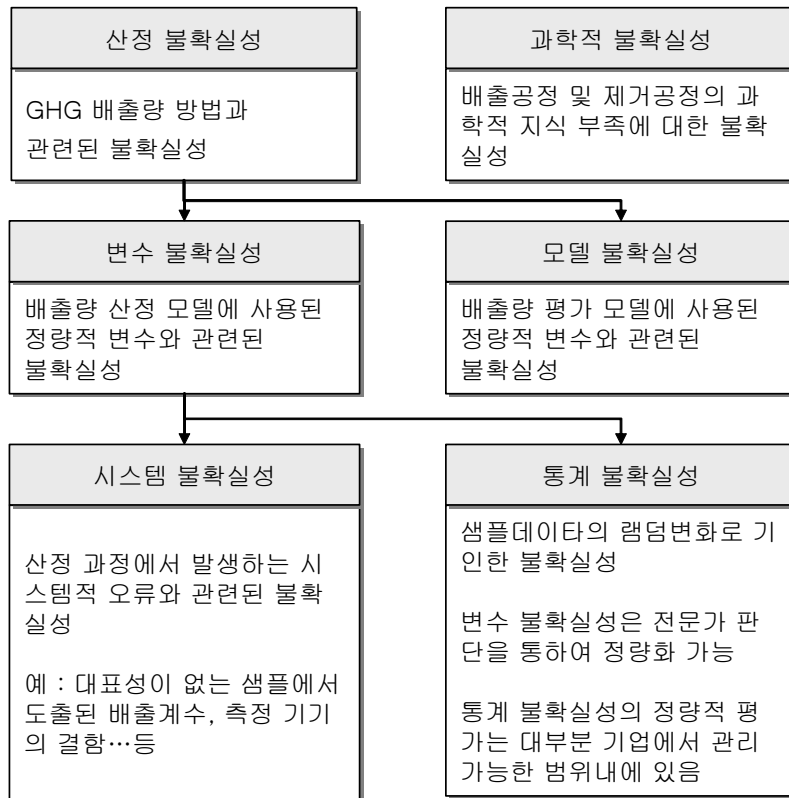 산정 불확실성
GHG 배출량 방법과
관련된 불확실성
과학적 불확실성
배출공정 및 제거공정의 과
학적 지식 부족에 대한 불확
실성
변수 불확실성
배출량 산정 모델에 사용된
정량적 변수와 관련된
불확실성
모델 불확실성
배출량 평가 모델에 사용된
정량적 변수와 관련된
불확실성
시스템 불확실성
산정 과정에서 발생하는 시
스템적 오류와 관련된 불확
실성
예 : 대표성이 없는 샘플에서
도출된 배출계수, 측정 기기
의 결함…등
통계 불확실성
샘플데이타의 램덤변화로 기
인한 불확실성
변수 불확실성은 전문가 판
단을 통하여 정량화 가능
통계 불확실성의 정량적 평
가는 대부분 기업에서 관리
가능한 범위내에 있음